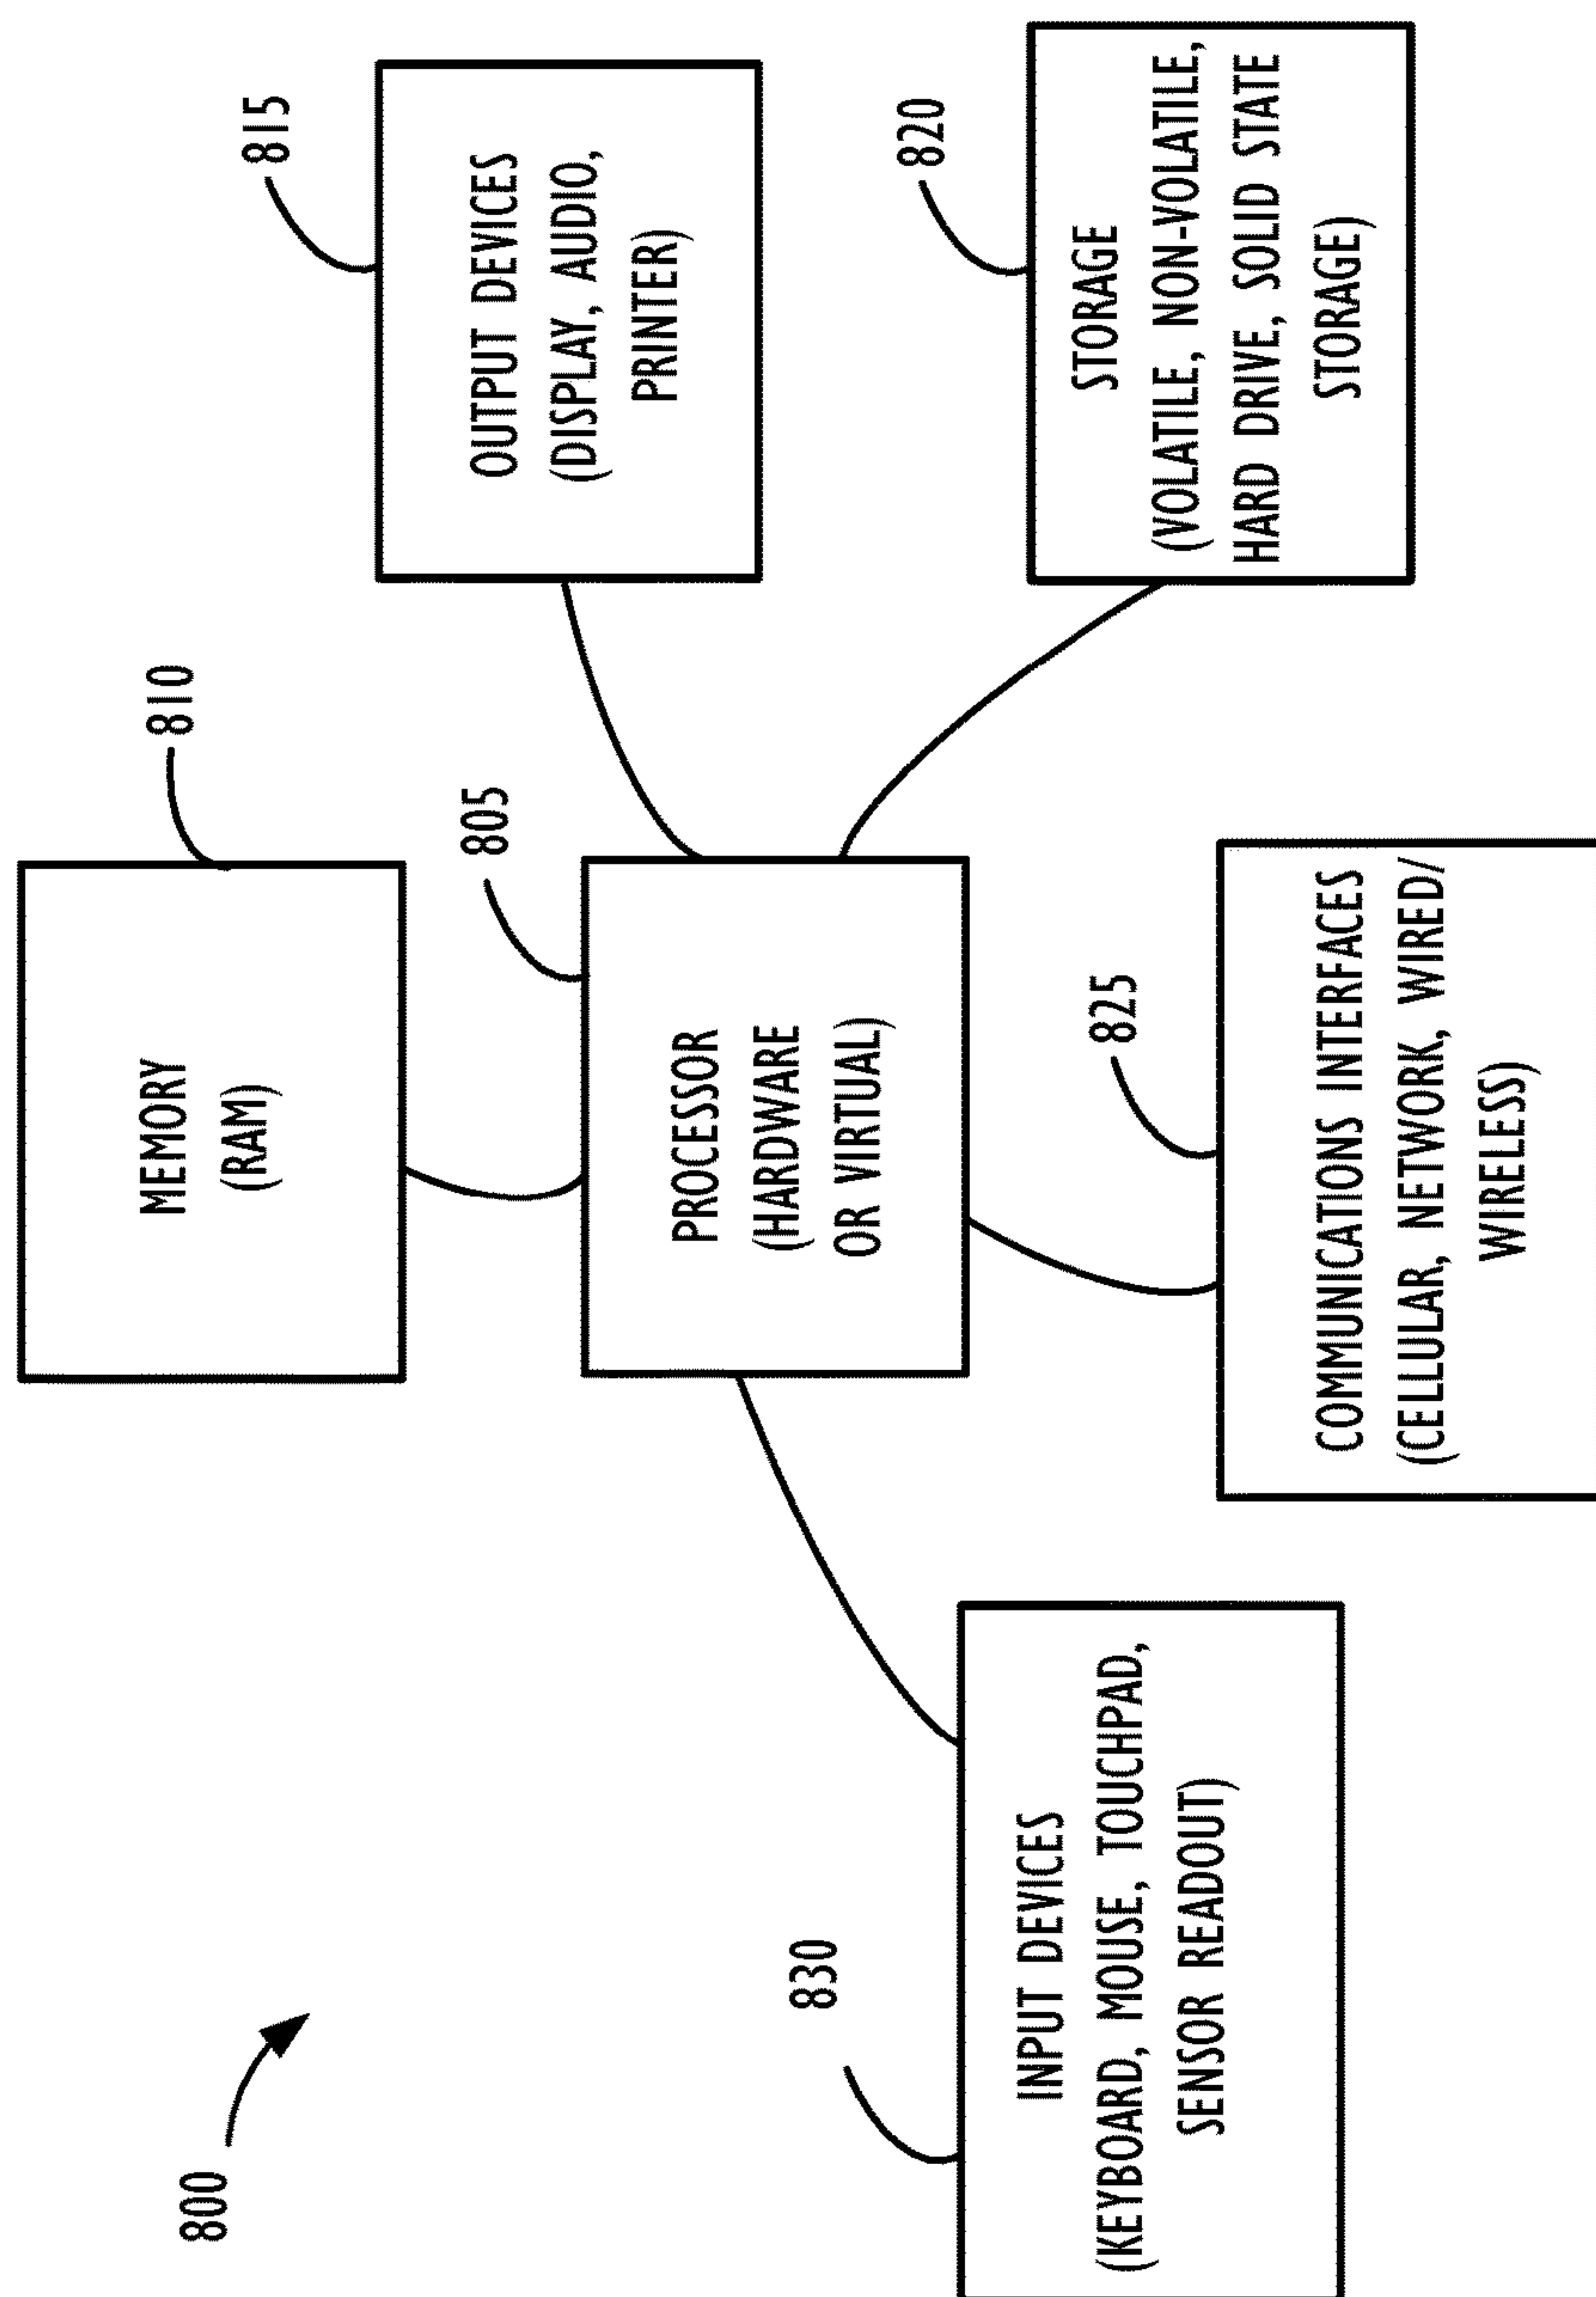 800
810
MEMORY
(RAM)
815
OUTPUT DEVICES
(DISPLAY, AUDIO,
PRINTER)
805
PROCESSOR
(HARDWARE
OR VIRTUAL)
830
INPUT DEVICES
(KEYBOARD, MOUSE, TOUCHPAD,
SENSOR READOUT)
825
COMMUNICATIONS INTERFACES
(CELLULAR, NETWORK, WIRED/
WIRELESS)
820
STORAGE
(VOLATILE, NON-VOLATILE,
HARD DRIVE, SOLID STATE
STORAGE)